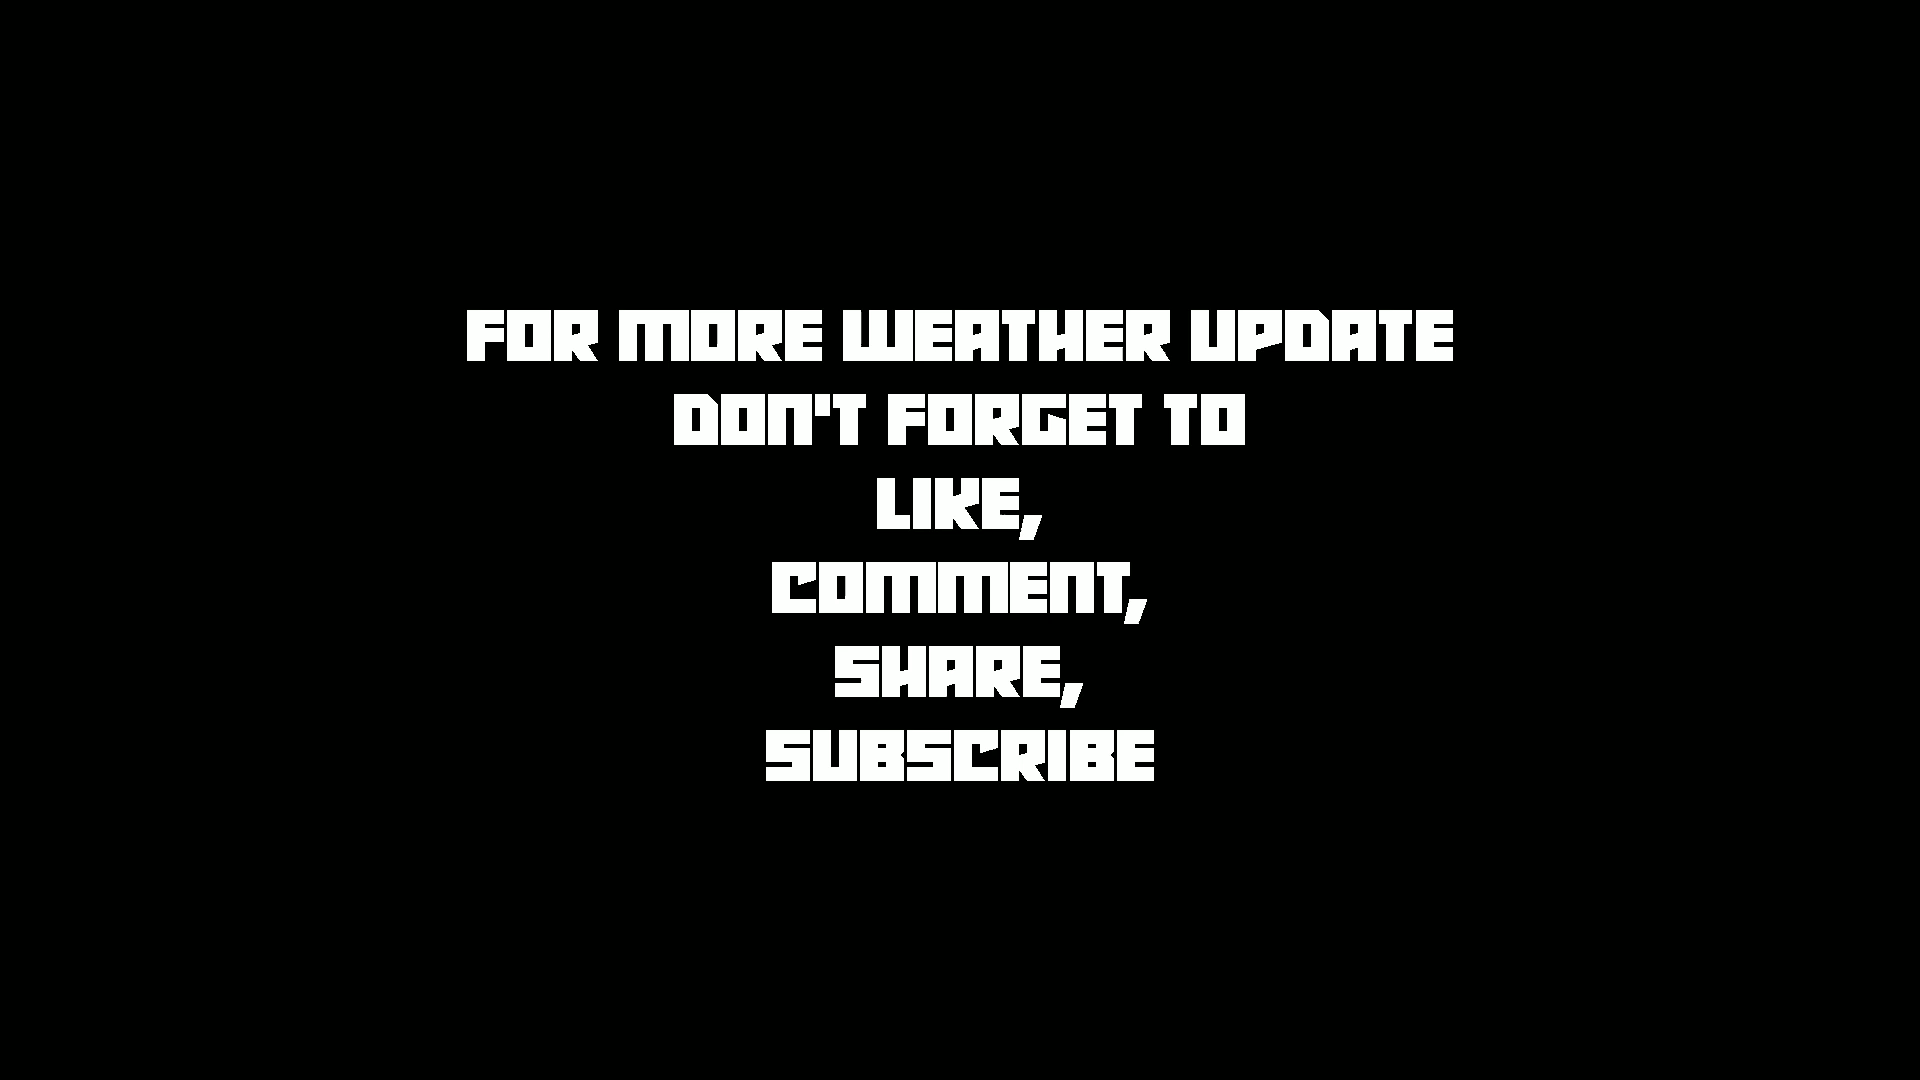 FOR MORE WEATHER UPDATE
DON'T FORGET TO
LIKE,
COMMENT,
SHARE,
SUBSCRIBE